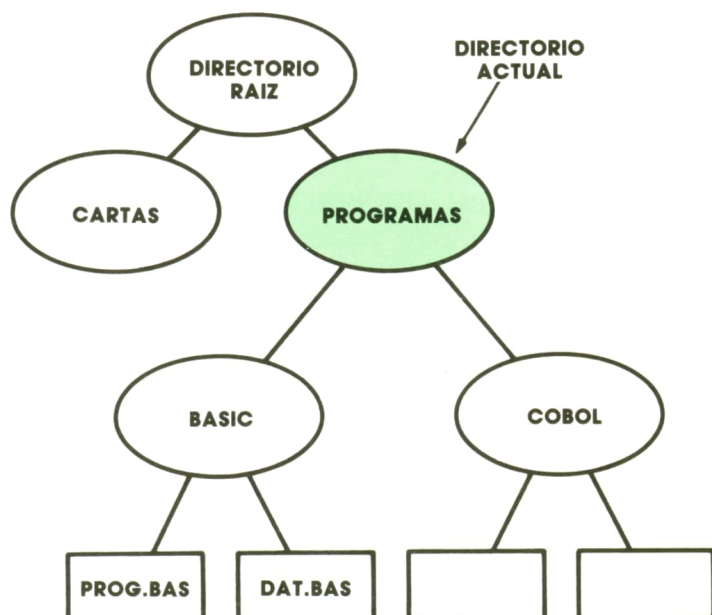 DIRECTORIO
RAIZ
DIRECTORIO
ACTUAL
CARTAS
PROGRAMAS
BASIC
COBOL
PROG.BAS
DAT.BAS